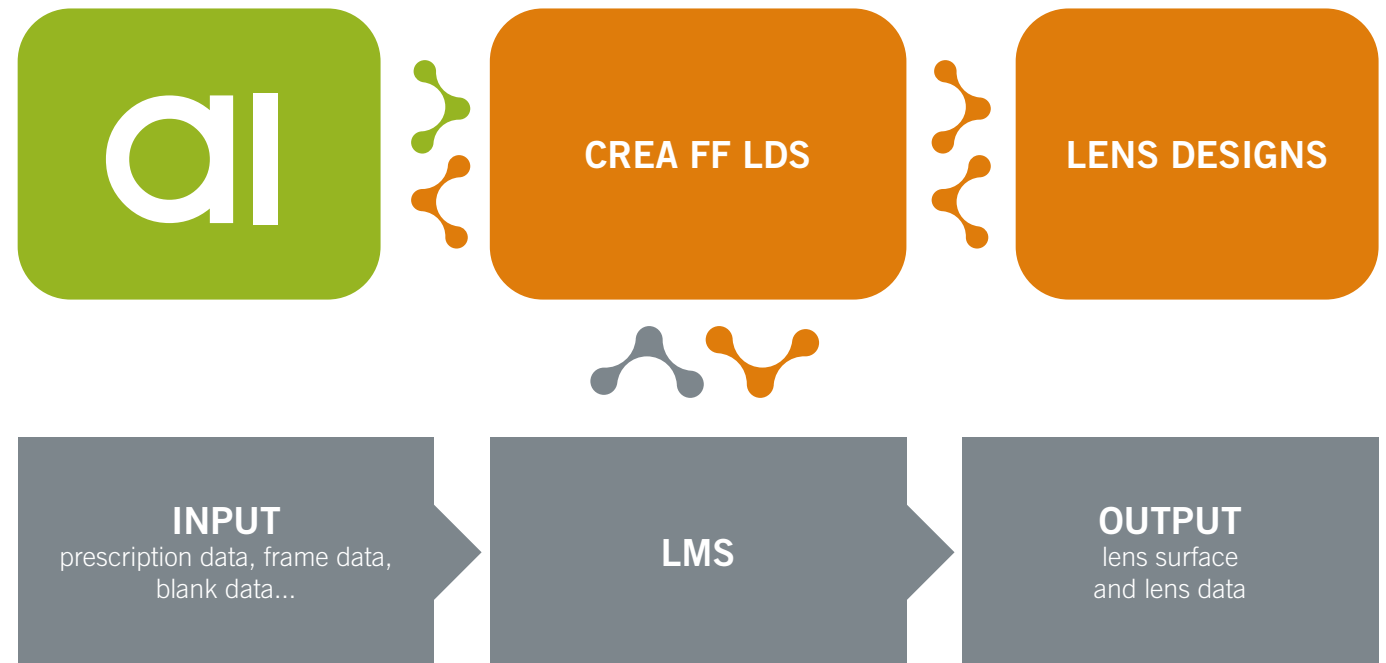 aı
CREA FF LDS
LENS DESIGNS
INPUT
prescription data, frame data,
blank data...
LMS
OUTPUT
lens surface
and lens data